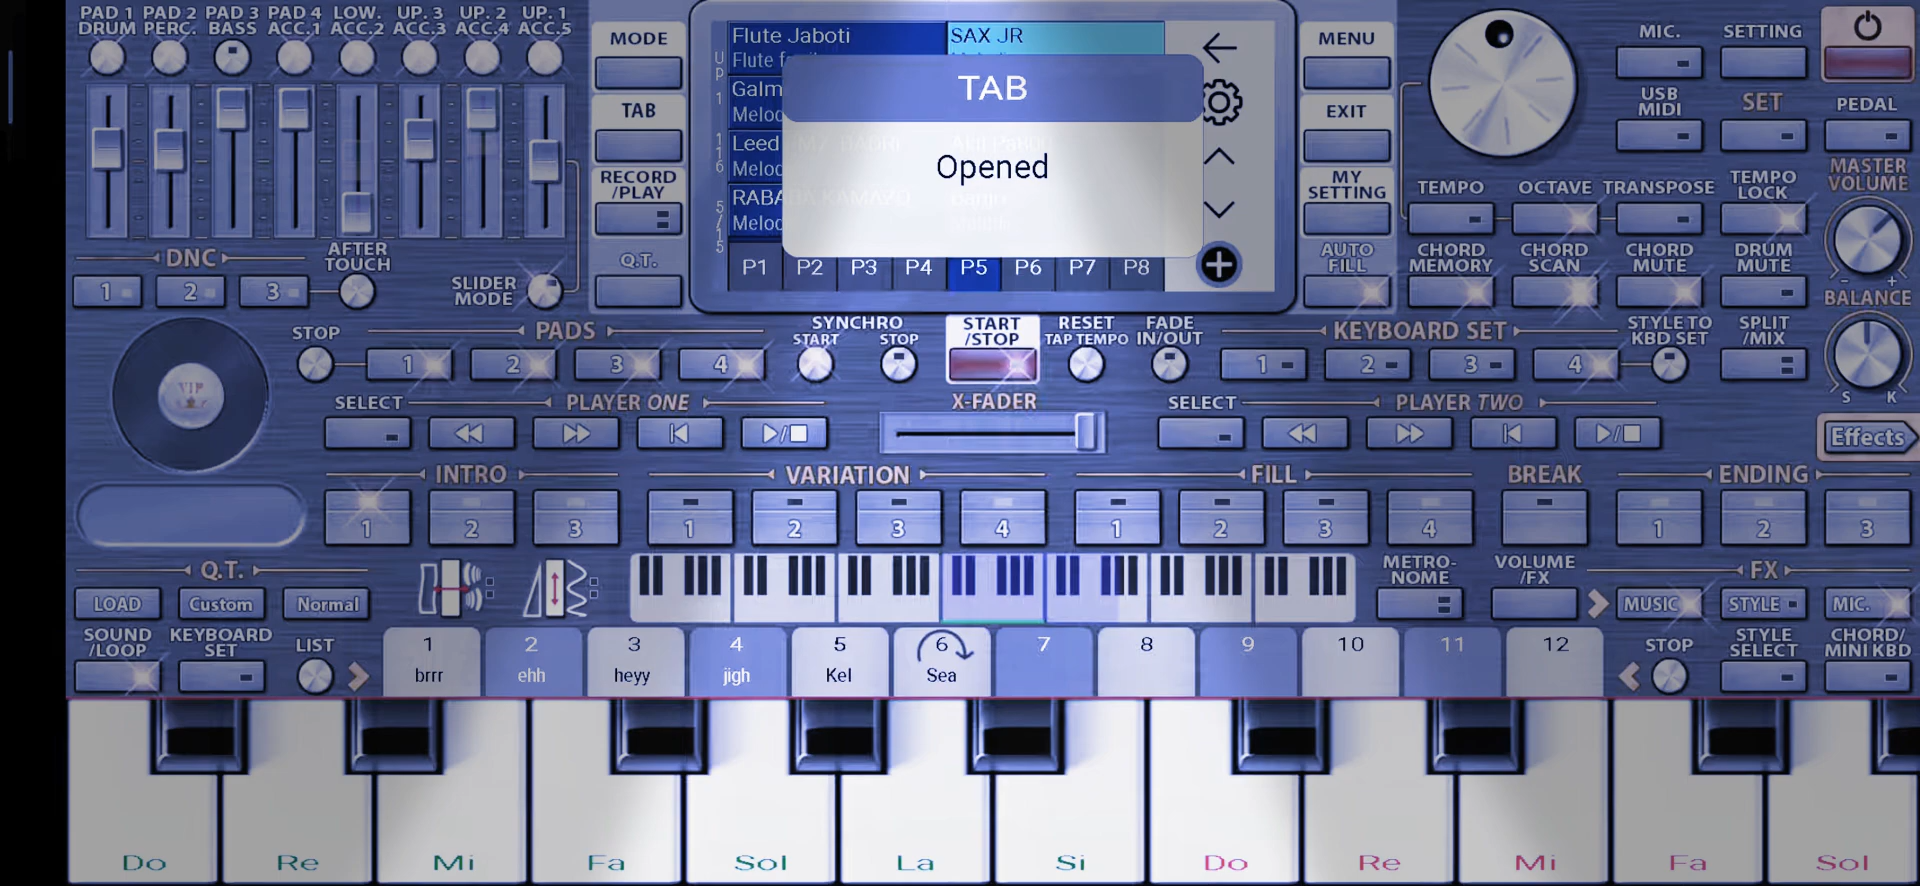 PAD 1 PAD 2 PAD 3 PAD 4 LOW. UP. 3 UP. 2 UP. 1
DRUM PERC. BASS ACC.1 ACC.2 ACC.3 ACC.4 ACC.5
AFTER
TOUCH
DNC
1 2 3
SLIDER
MODE
MODE
TAB
RECORD
/PLAY
Q.T.
Flute Jaboti SAX JR
Flute f
U
p
1
Galm
Meloc
Leed
Meloc
RABABA KAMAYO
Meloc
TAB
Opened
P1 P2 P3 P4 P5 P6 P7 P8
MENU
EXIT
MY
SETTING
AUTO
FILL
MIC. SETTING
USB
MIDI
SET
PEDAL
TEMPO OCTAVE TRANSPOSE TEMPO
LOCK
MASTER
VOLUME
- +
CHORD
MEMORY
CHORD
SCAN
CHORD
MUTE
DRUM
MUTE
BALANCE
S K
STOP PADS
1 2 3 4
SYNCHRO
START STOP
START
/STOP
RESET
TAP TEMPO
FADE
IN/OUT
KEYBOARD SET
1 2 3 4
STYLE TO
KBD SET
SPLIT
/MIX
VIP
SELECT PLAYER ONE
X-FADER
SELECT PLAYER TWO
Effects
INTRO VARIATION FILL BREAK ENDING
1 2 3 1 2 3 4 1 2 3 4 1 2 3
Q.T.
LOAD Custom Normal
METRO-
NOME
VOLUME
/FX
FX
MUSIC STYLE MIC.
SOUND
/LOOP
KEYBOARD
SET
LIST
1 2 3 4 5 6 7 8 9 10 11 12
brrr ehh heyy jigh Kel Sea
STOP
STYLE
SELECT
CHORD/
MINI KBD
Do Re Mi Fa Sol La Si Do Re Mi Fa Sol